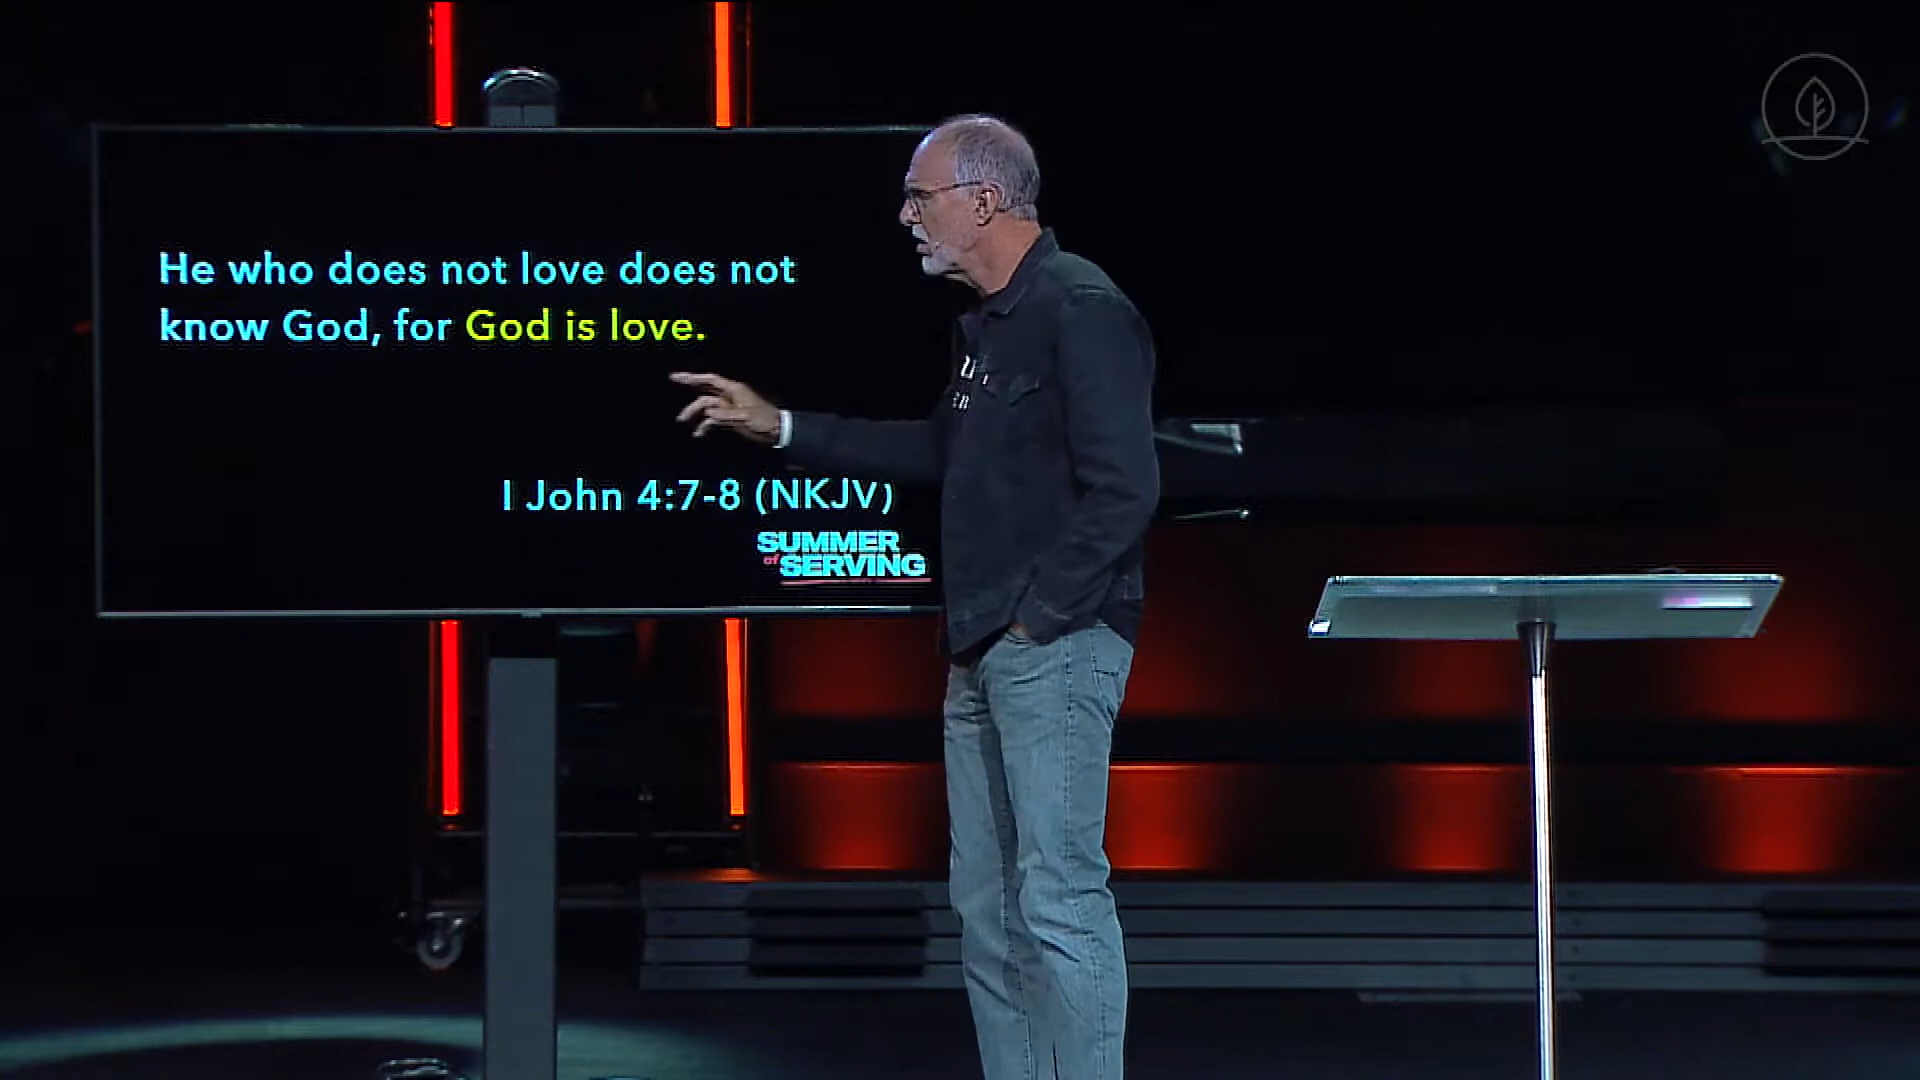 He who does not love does not
know God, for God is love.
I John 4:7-8 (NKJV)
SUMMER
of SERVING